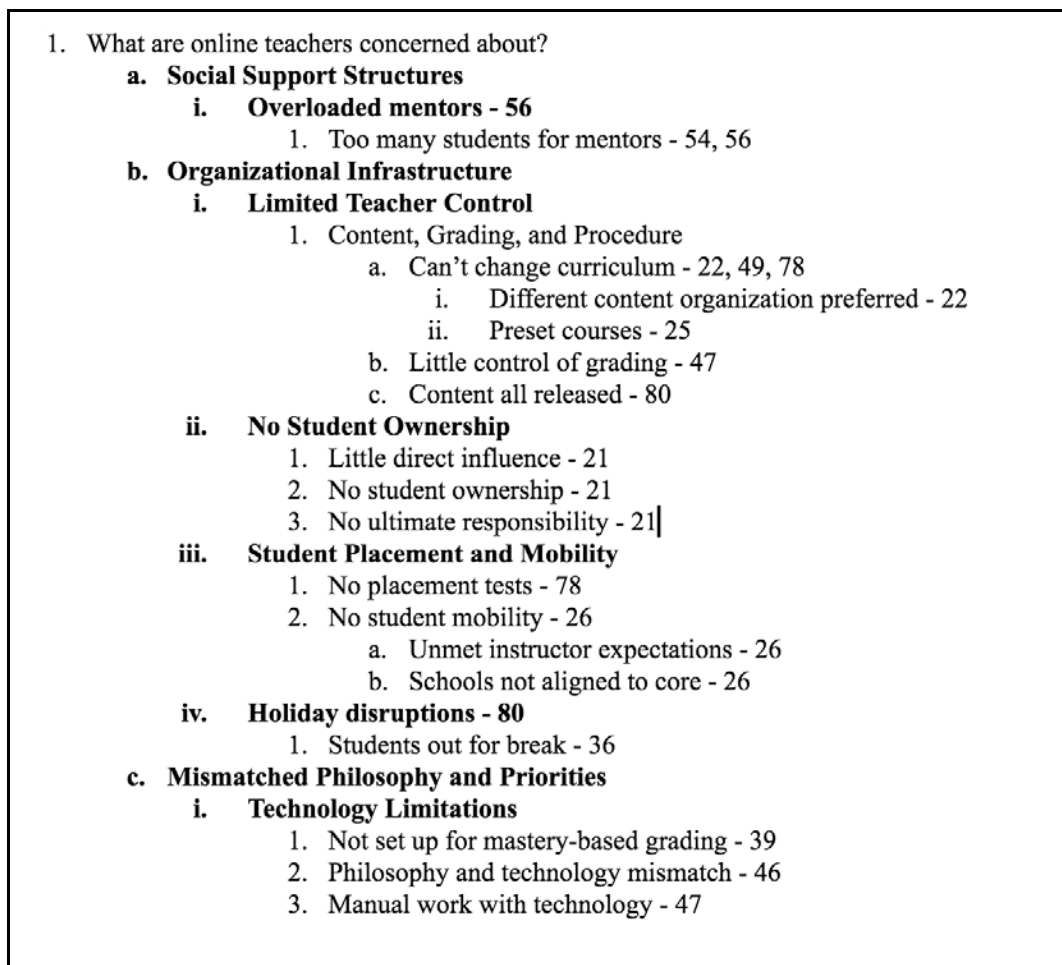 1. What are online teachers concerned about?
a. Social Support Structures
i. Overloaded mentors - 56
1. Too many students for mentors - 54, 56
b. Organizational Infrastructure
i. Limited Teacher Control
1. Content, Grading, and Procedure
a. Can’t change curriculum - 22, 49, 78
i. Different content organization preferred - 22
ii. Preset courses - 25
b. Little control of grading - 47
c. Content all released - 80
ii. No Student Ownership
1. Little direct influence - 21
2. No student ownership - 21
3. No ultimate responsibility - 21
iii. Student Placement and Mobility
1. No placement tests - 78
2. No student mobility - 26
a. Unmet instructor expectations - 26
b. Schools not aligned to core - 26
iv. Holiday disruptions - 80
1. Students out for break - 36
c. Mismatched Philosophy and Priorities
i. Technology Limitations
1. Not set up for mastery-based grading - 39
2. Philosophy and technology mismatch - 46
3. Manual work with technology - 47